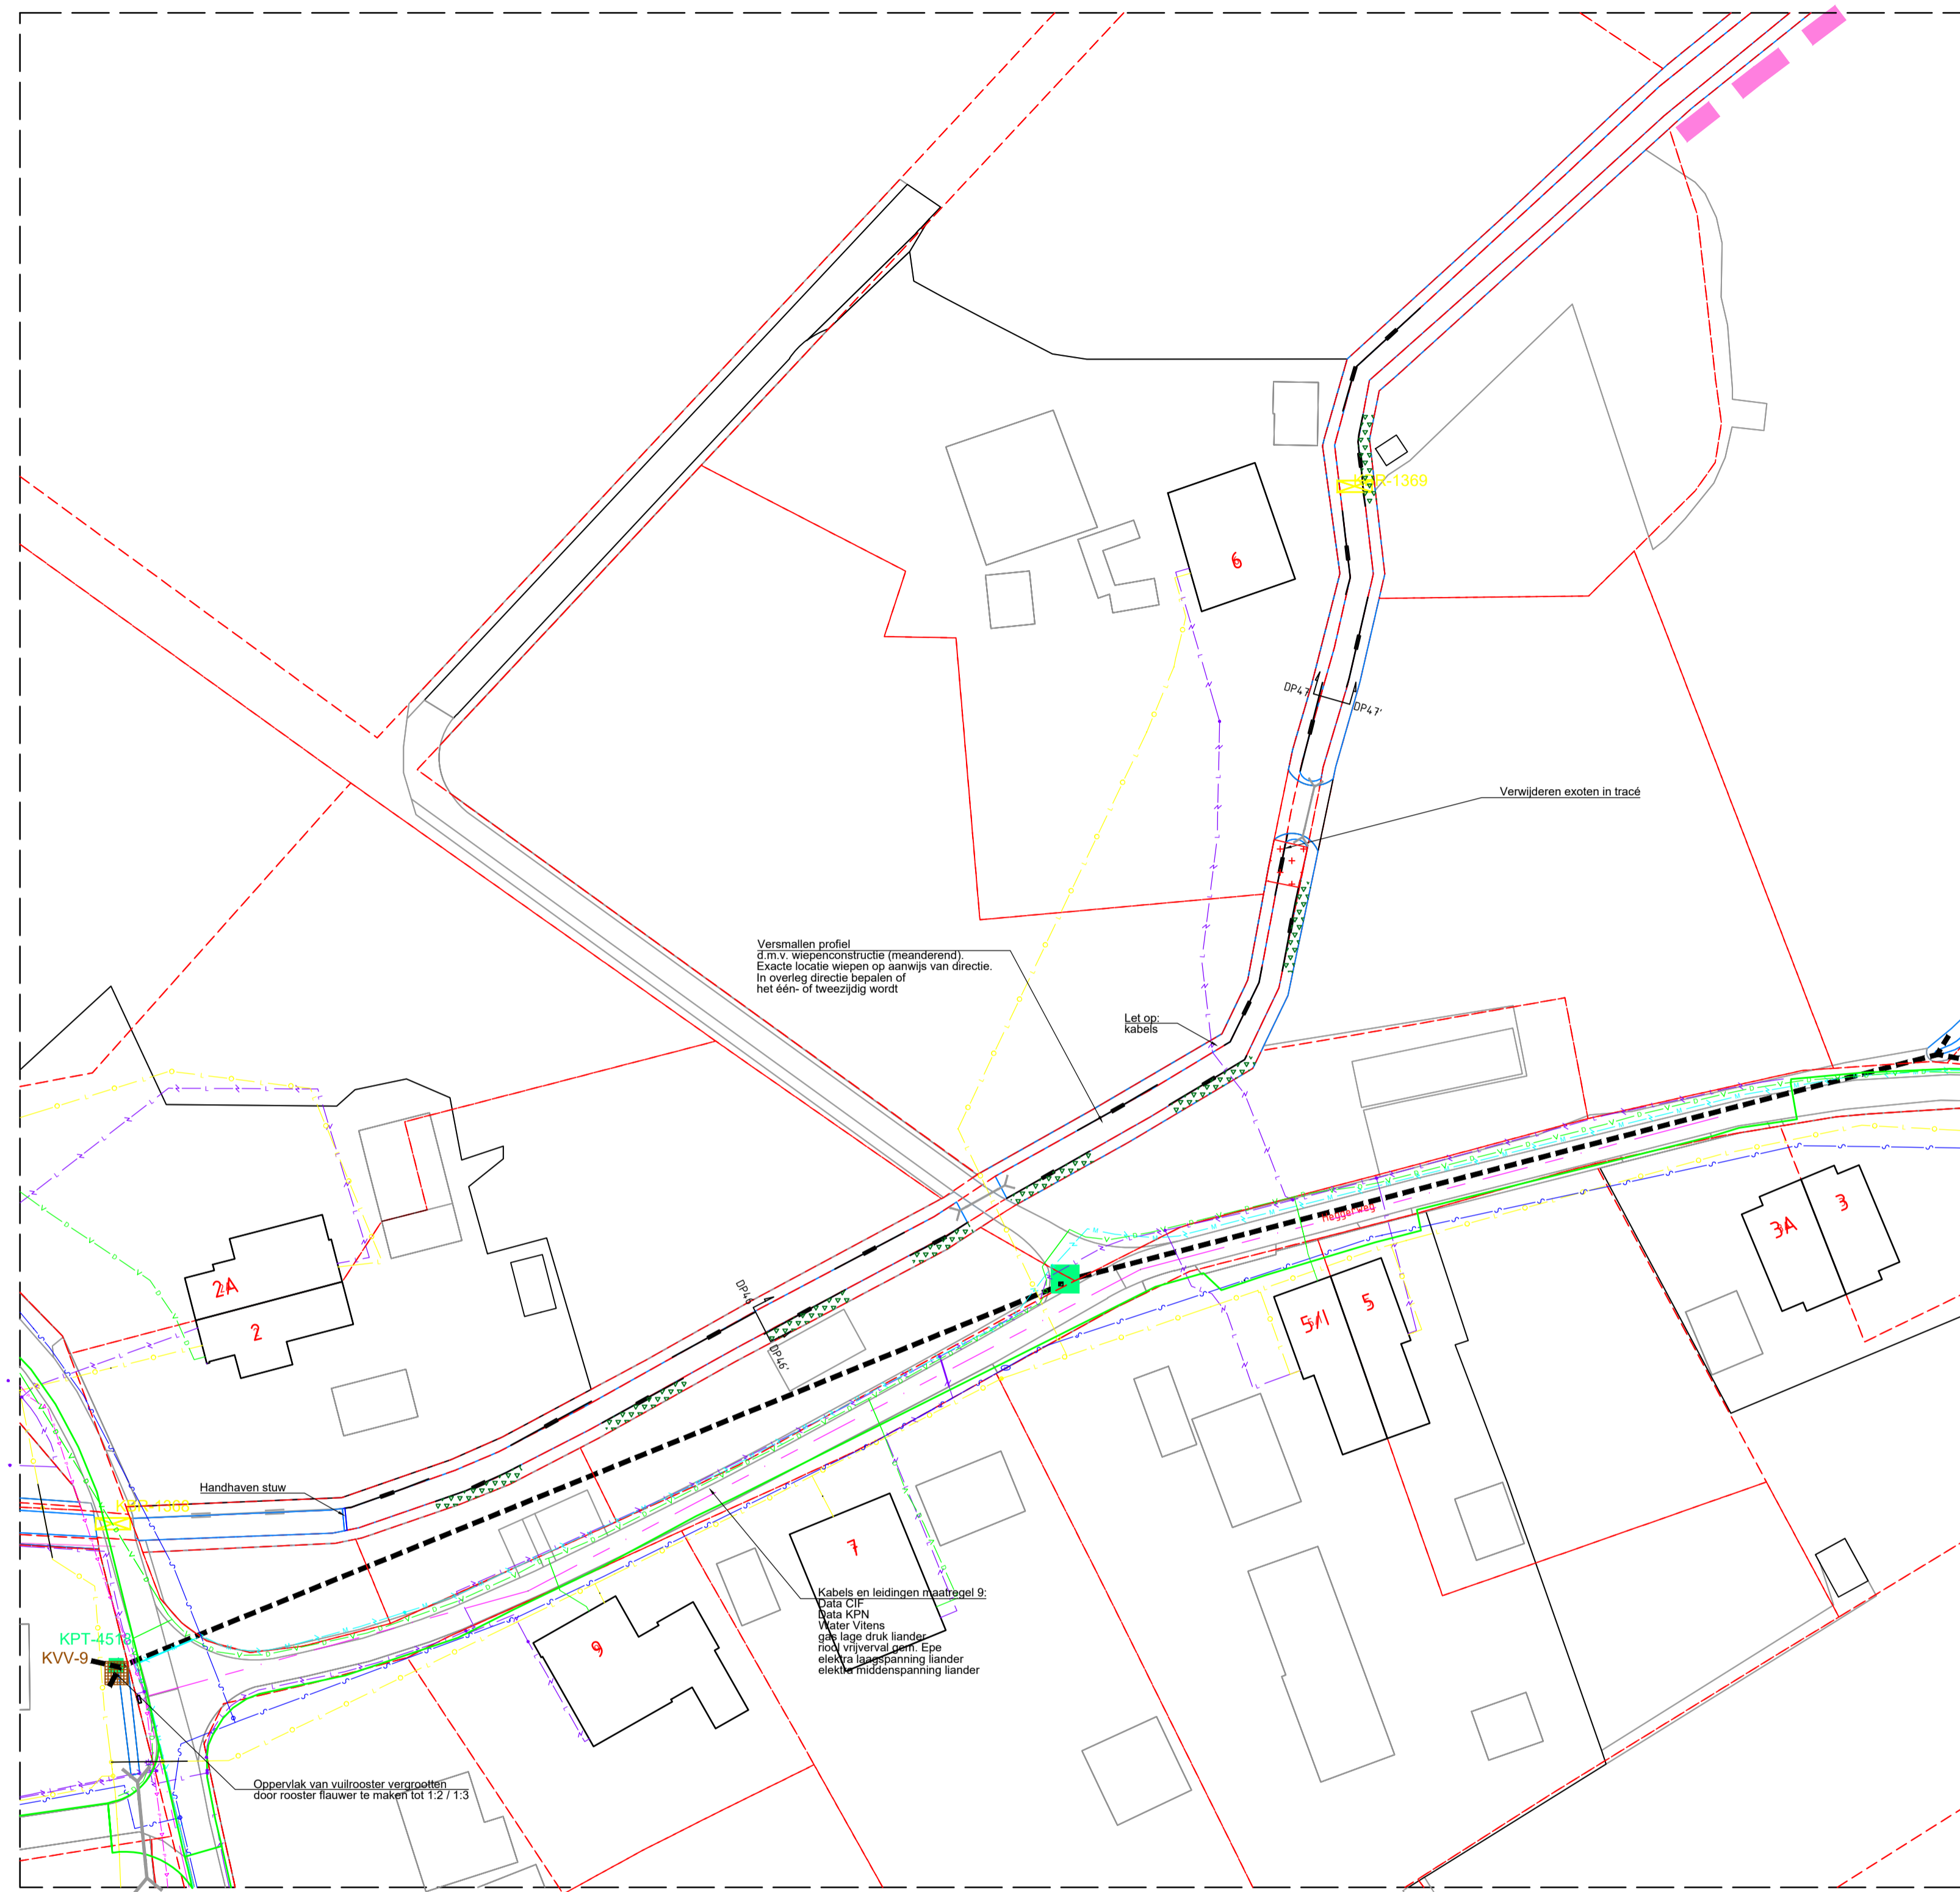 KBR-1369
6
DP47
DP47'
Verwijderen exoten in tracé
Versmallen profiel
d.m.v. wiepenconstructie (meanderend).
Exacte locatie wiepen op aanwijs van directie.
In overleg directie bepalen of
het één- of tweezijdig wordt
Let op:
kabels
Heggerweg
3A
3
2A
2
DP46
DP46'
5/1
5
Handhaven stuw
7
Kabels en leidingen maatregel 9:
Data CIF
Data KPN
Water Vitens
gas lage druk liander
riool vrijverval gem. Epe
elektra laagspanning liander
elektra middenspanning liander
9
KPT-4513
KVV-9
Oppervlak van vuilrooster vergrootten
door rooster flauwer te maken tot 1:2 / 1:3